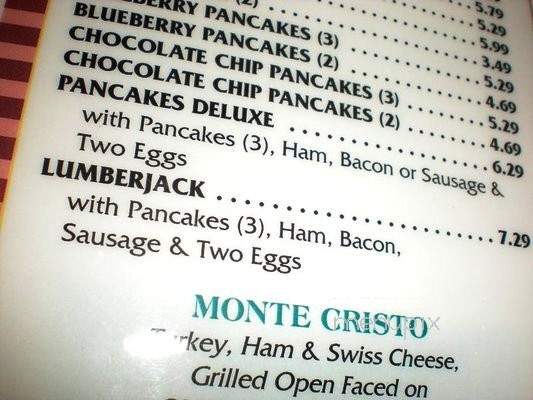 5.79
5.29
(2) 5.99
PANCAKES (3) ........ 3.49
BLUEBERRY PANCAKES (2) ........ 5.29
CHOCOLATE CHIP PANCAKES (3) ..... 4.69
CHOCOLATE CHIP PANCAKES (2) ..... 5.29
PANCAKES DELUXE ................ 4.69
6.29
with Pancakes (3), Ham, Bacon or Sausage &
Two Eggs
LUMBERJACK ........................ 7.29
with Pancakes (3), Ham, Bacon,
Sausage & Two Eggs
MONTE CRISTO
Turkey, Ham & Swiss Cheese,
Grilled Open Faced on